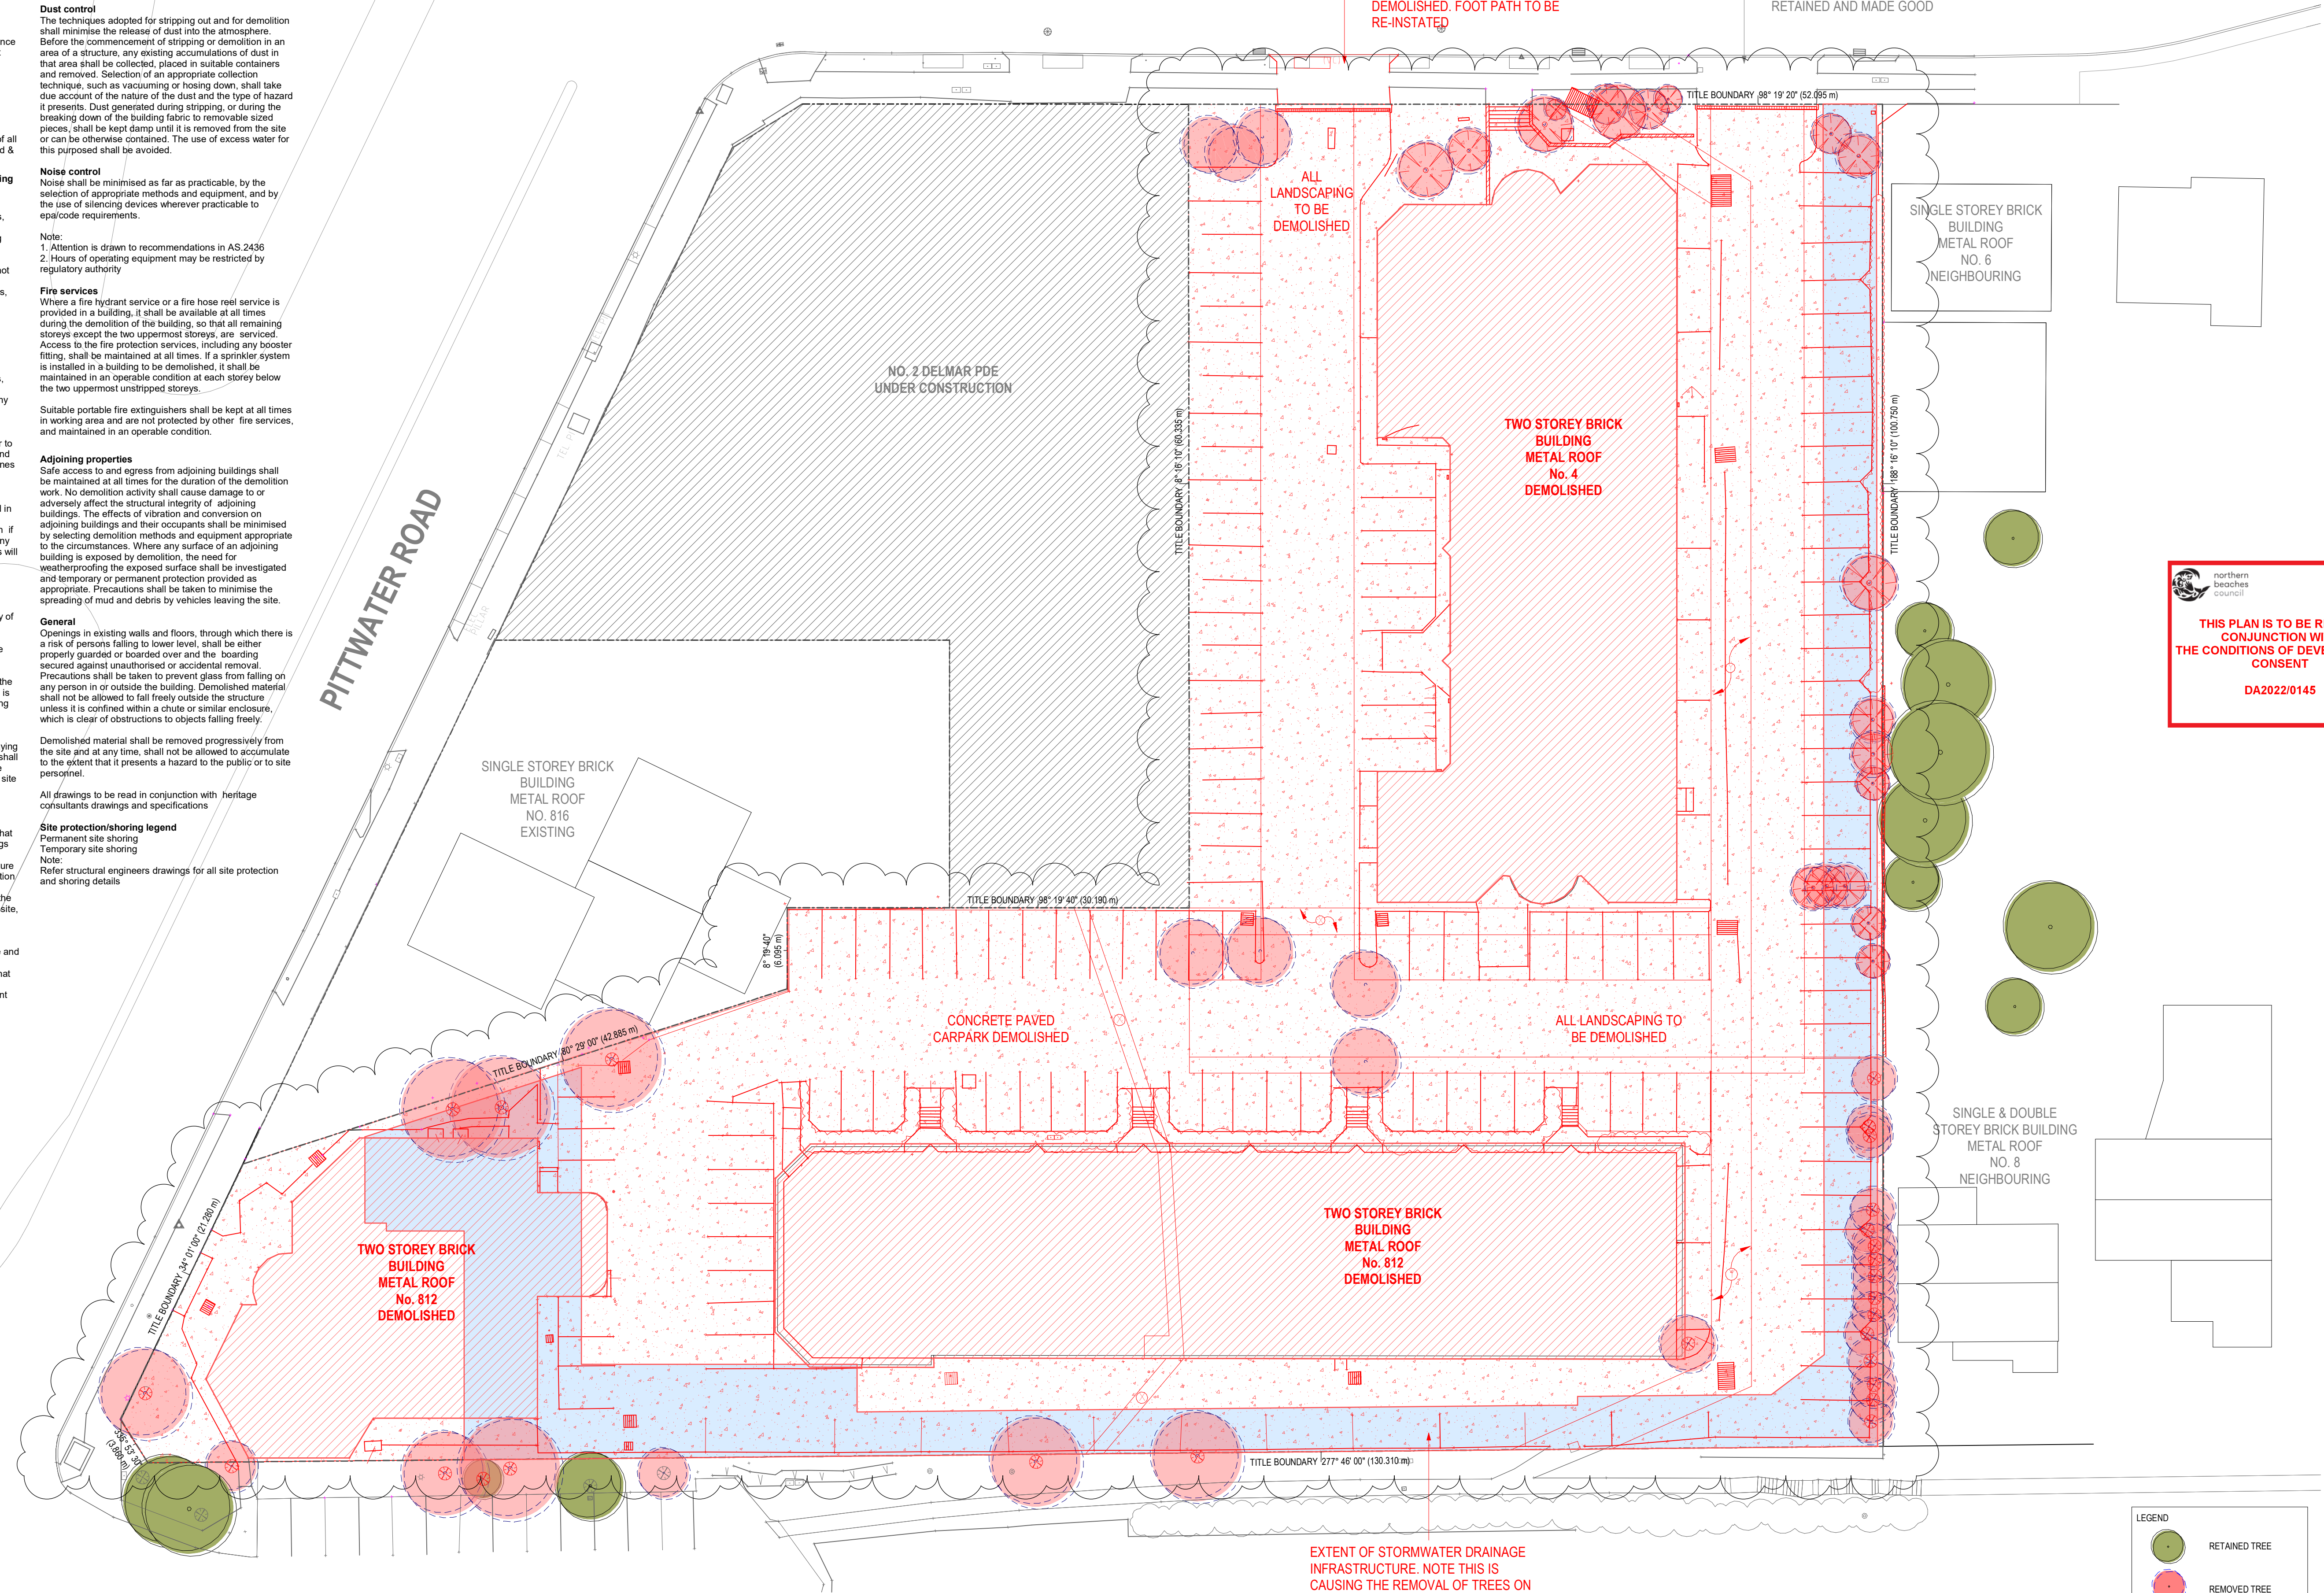 Dust control
The techniques adopted for stripping out and for demolition
shall minimise the release of dust into the atmosphere.
Before the commencement of stripping or demolition in an
area of a structure, any existing accumulations of dust in
that area shall be collected, placed in suitable containers
and removed. Selection of an appropriate collection
technique, such as vacuuming or hosing down, shall take
due account of the nature of the dust and the type of hazard
it presents. Dust generated during stripping, or during the
breaking down of the building fabric to removable sized
pieces, shall be kept damp until it is removed from the site
or can be otherwise contained. The use of excess water for
this purposed shall be avoided.
Noise control
Noise shall be minimised as far as practicable, by the
selection of appropriate methods and equipment, and by
the use of silencing devices wherever practicable to
epa/code requirements.
Note:
1. Attention is drawn to recommendations in AS.2436
2. Hours of operating equipment may be restricted by
regulatory authority
Fire services
Where a fire hydrant service or a fire hose reel service is
provided in a building, it shall be available at all times
during the demolition of the building, so that all remaining
storeys except the two uppermost storeys, are serviced.
Access to the fire protection services, including any booster
fitting, shall be maintained at all times. If a sprinkler system
is installed in a building to be demolished, it shall be
maintained in an operable condition at each storey below
the two uppermost unstripped storeys.
Suitable portable fire extinguishers shall be kept at all times
in working area and are not protected by other fire services,
and maintained in an operable condition.
Adjoining properties
Safe access to and egress from adjoining buildings shall
be maintained at all times for the duration of the demolition
work. No demolition activity shall cause damage to or
adversely affect the structural integrity of adjoining
buildings. The effects of vibration and conversion on
adjoining buildings and their occupants shall be minimised
by selecting demolition methods and equipment appropriate
to the circumstances. Where any surface of an adjoining
building is exposed by demolition, the need for
weatherproofing the exposed surface shall be investigated
and temporary or permanent protection provided as
appropriate. Precautions shall be taken to minimise the
spreading of mud and debris by vehicles leaving the site.
General
Openings in existing walls and floors, through which there is
a risk of persons falling to lower level, shall be either
properly guarded or boarded over and the boarding
secured against unauthorised or accidental removal.
Precautions shall be taken to prevent glass from falling on
any person in or outside the building. Demolished material
shall not be allowed to fall freely outside the structure
unless it is confined within a chute or similar enclosure,
which is clear of obstructions to objects falling freely.
Demolished material shall be removed progressively from
the site and at any time, shall not be allowed to accumulate
to the extent that it presents a hazard to the public or to site
personnel.
All drawings to be read in conjunction with heritage
consultants drawings and specifications
Site protection/shoring legend
Permanent site shoring
Temporary site shoring
Note:
Refer structural engineers drawings for all site protection
and shoring details
PITTWATER ROAD
TEL PIT
ELEC
PILLAR
DEMOLISHED. FOOT PATH TO BE
RE-INSTATED
RETAINED AND MADE GOOD
TITLE BOUNDARY 98° 19' 20" (52.095 m)
ALL
LANDSCAPING
TO BE
DEMOLISHED
NO. 2 DELMAR PDE
UNDER CONSTRUCTION
TITLE BOUNDARY 8° 16' 10" (60.335 m)
TWO STOREY BRICK
BUILDING
METAL ROOF
No. 4
DEMOLISHED
TITLE BOUNDARY 188° 16' 10" (100.750 m)
SINGLE STOREY BRICK
BUILDING
METAL ROOF
NO. 6
NEIGHBOURING
northern
beaches
council
THIS PLAN IS TO BE R
CONJUNCTION WI
THE CONDITIONS OF DEVE
CONSENT
DA2022/0145
SINGLE STOREY BRICK
BUILDING
METAL ROOF
NO. 816
EXISTING
TITLE BOUNDARY 98° 19' 40" (30.190 m)
8° 19' 40"
(6.095 m)
TITLE BOUNDARY 80° 29' 00" (42.885 m)
CONCRETE PAVED
CARPARK DEMOLISHED
ALL LANDSCAPING TO
BE DEMOLISHED
SINGLE & DOUBLE
STOREY BRICK BUILDING
METAL ROOF
NO. 8
NEIGHBOURING
TITLE BOUNDARY 34° 01' 00" (21.280 m)
TWO STOREY BRICK
BUILDING
METAL ROOF
No. 812
DEMOLISHED
TWO STOREY BRICK
BUILDING
METAL ROOF
No. 812
DEMOLISHED
336° 53' 30"
(3.860 m)
TITLE BOUNDARY 277° 46' 00" (130.310 m)
EXTENT OF STORMWATER DRAINAGE
INFRASTRUCTURE. NOTE THIS IS
CAUSING THE REMOVAL OF TREES ON
LEGEND
RETAINED TREE
REMOVED TREE